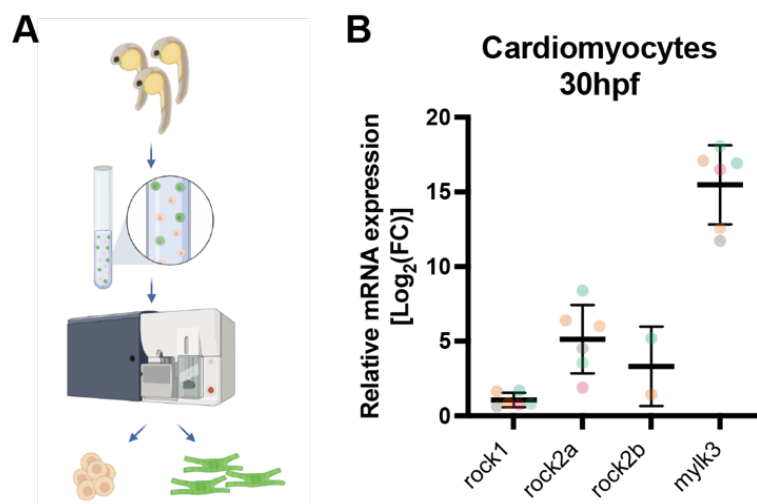 A
B
Cardiomyocytes
30hpf
Relative mRNA expression
[Log₂(FC)]
20
15
10
5
0
rock1
rock2a
rock2b
mylk3